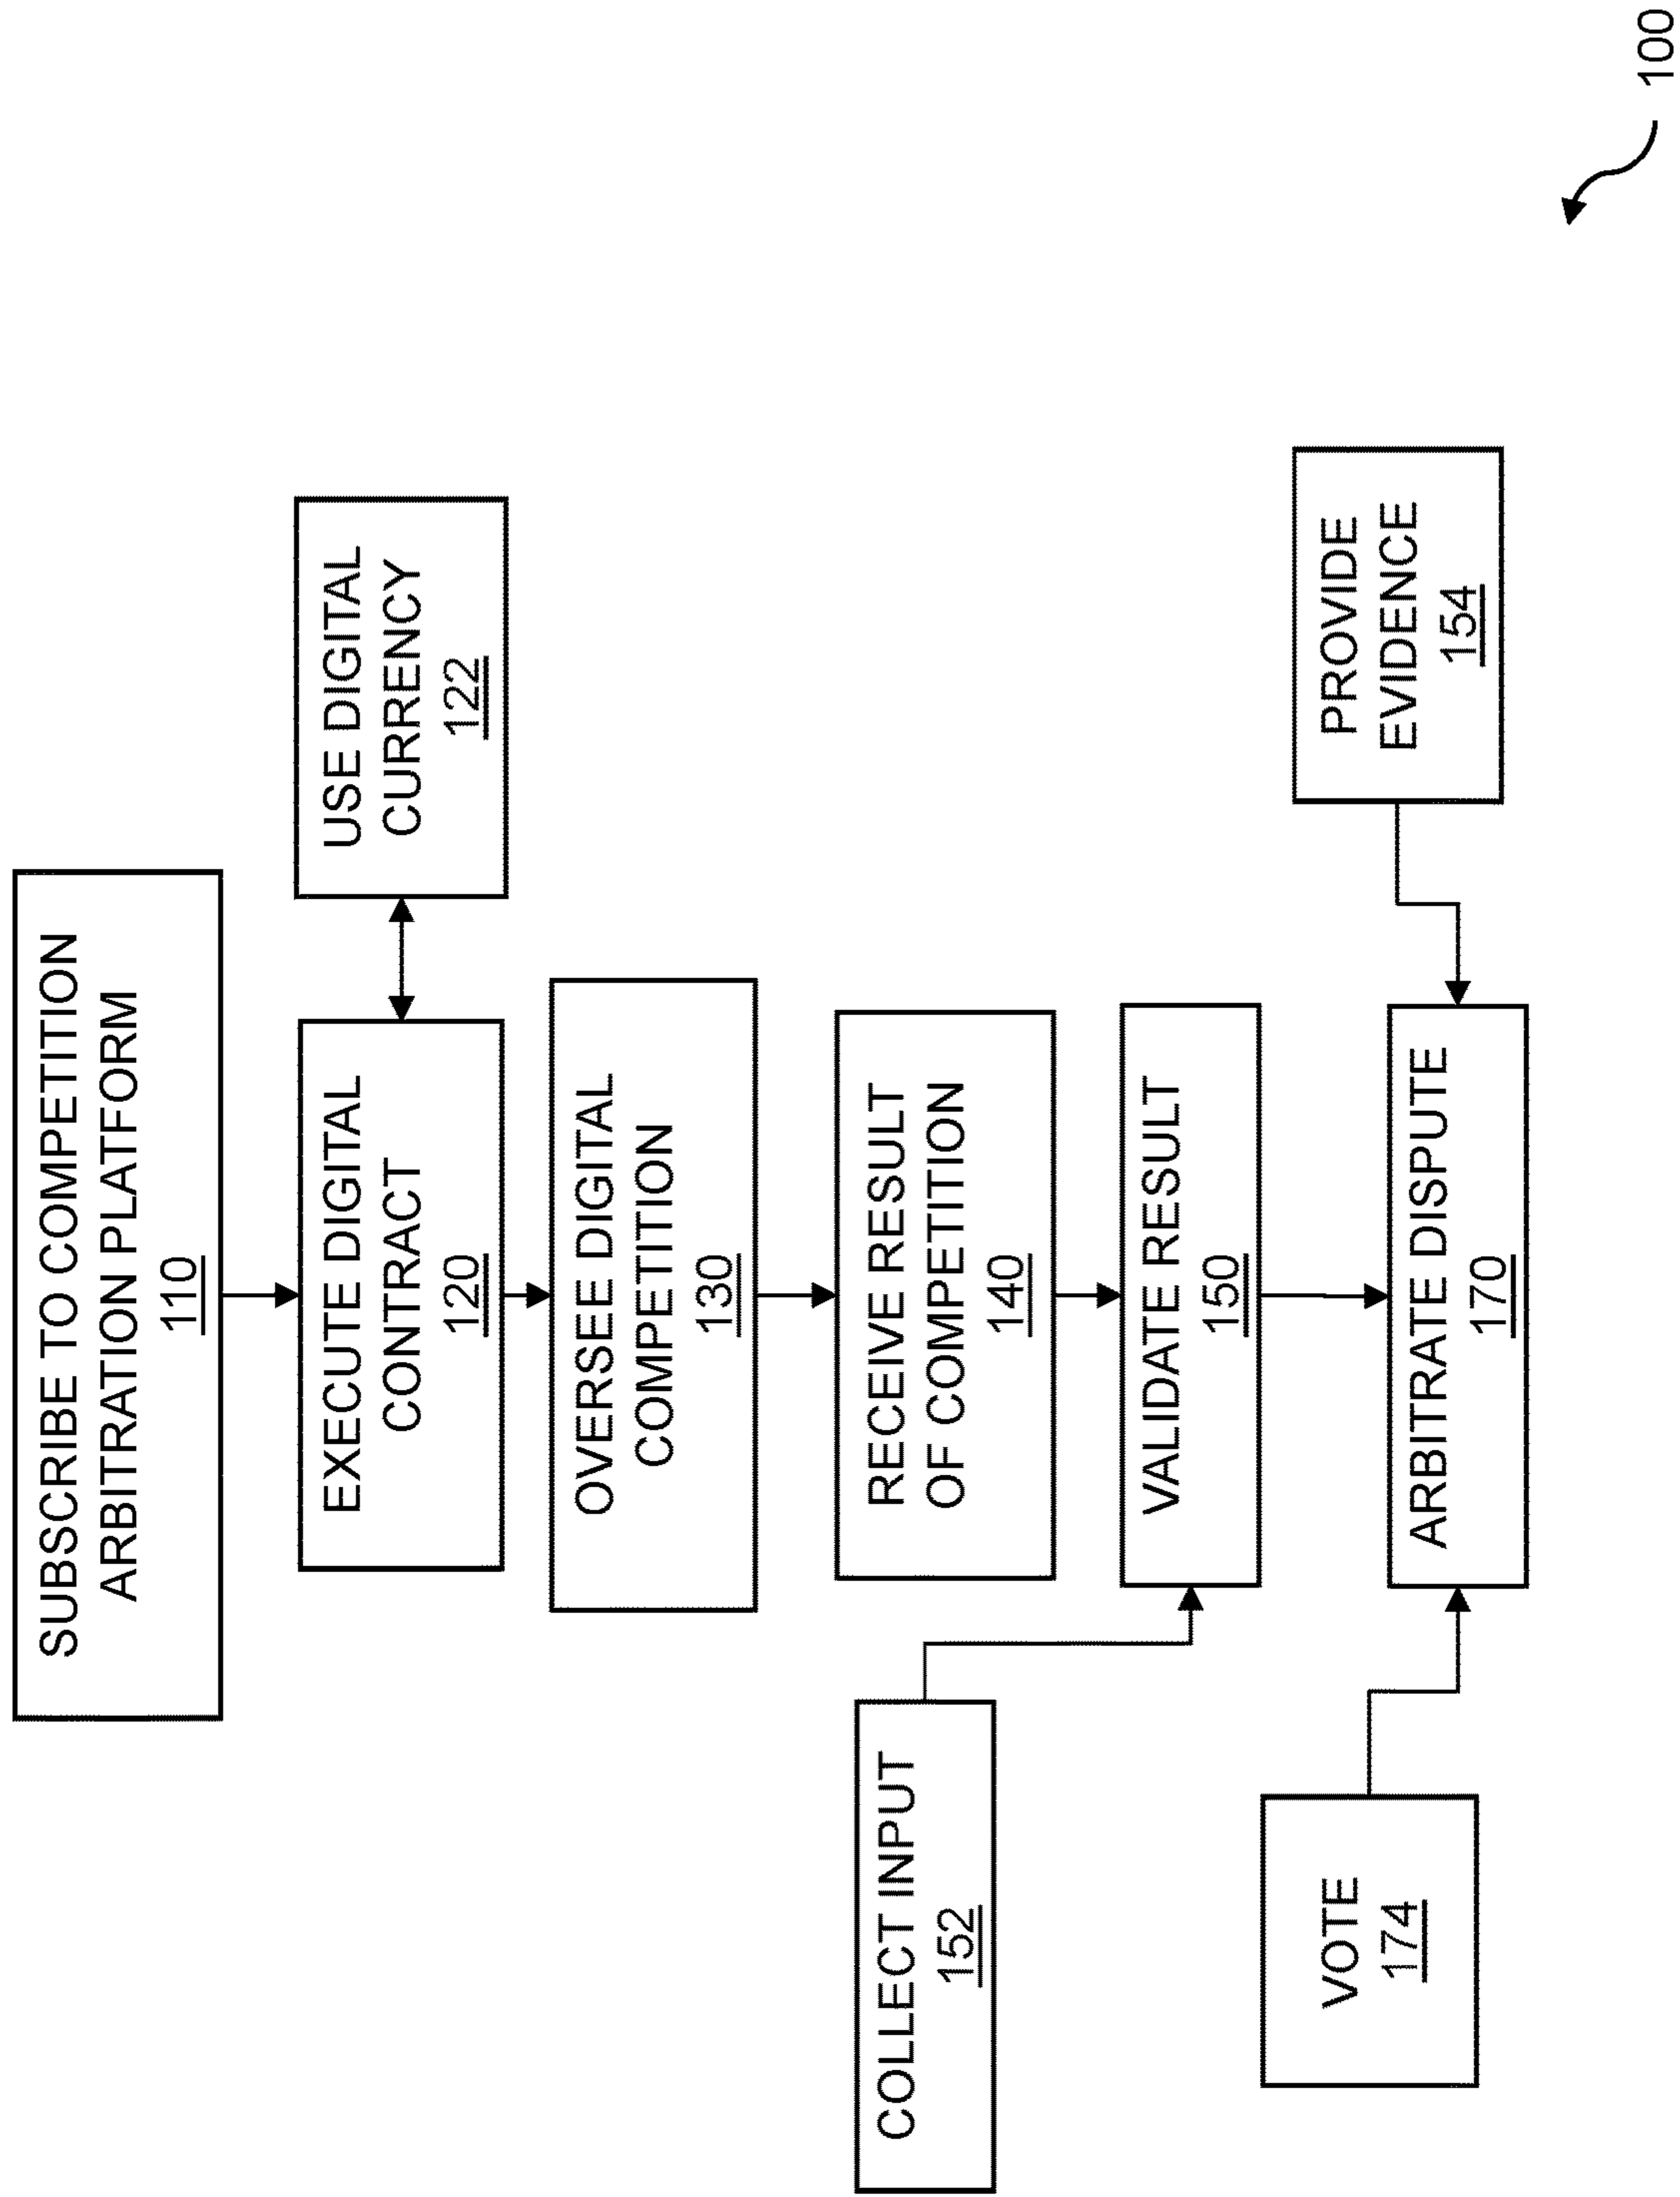 SUBSCRIBE TO COMPETITION
ARBITRATION PLATFORM
110
EXECUTE DIGITAL
CONTRACT
120
USE DIGITAL
CURRENCY
122
OVERSEE DIGITAL
COMPETITION
130
RECEIVE RESULT
OF COMPETITION
140
COLLECT INPUT
152
VALIDATE RESULT
150
VOTE
174
ARBITRATE DISPUTE
170
PROVIDE
EVIDENCE
154
100